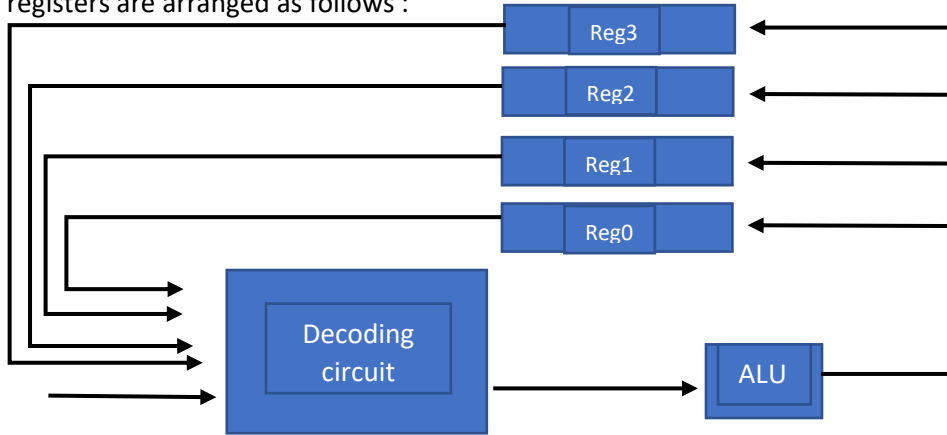 registers are arranged as follows :
Reg3
Reg2
Reg1
Reg0
Decoding
circuit
ALU